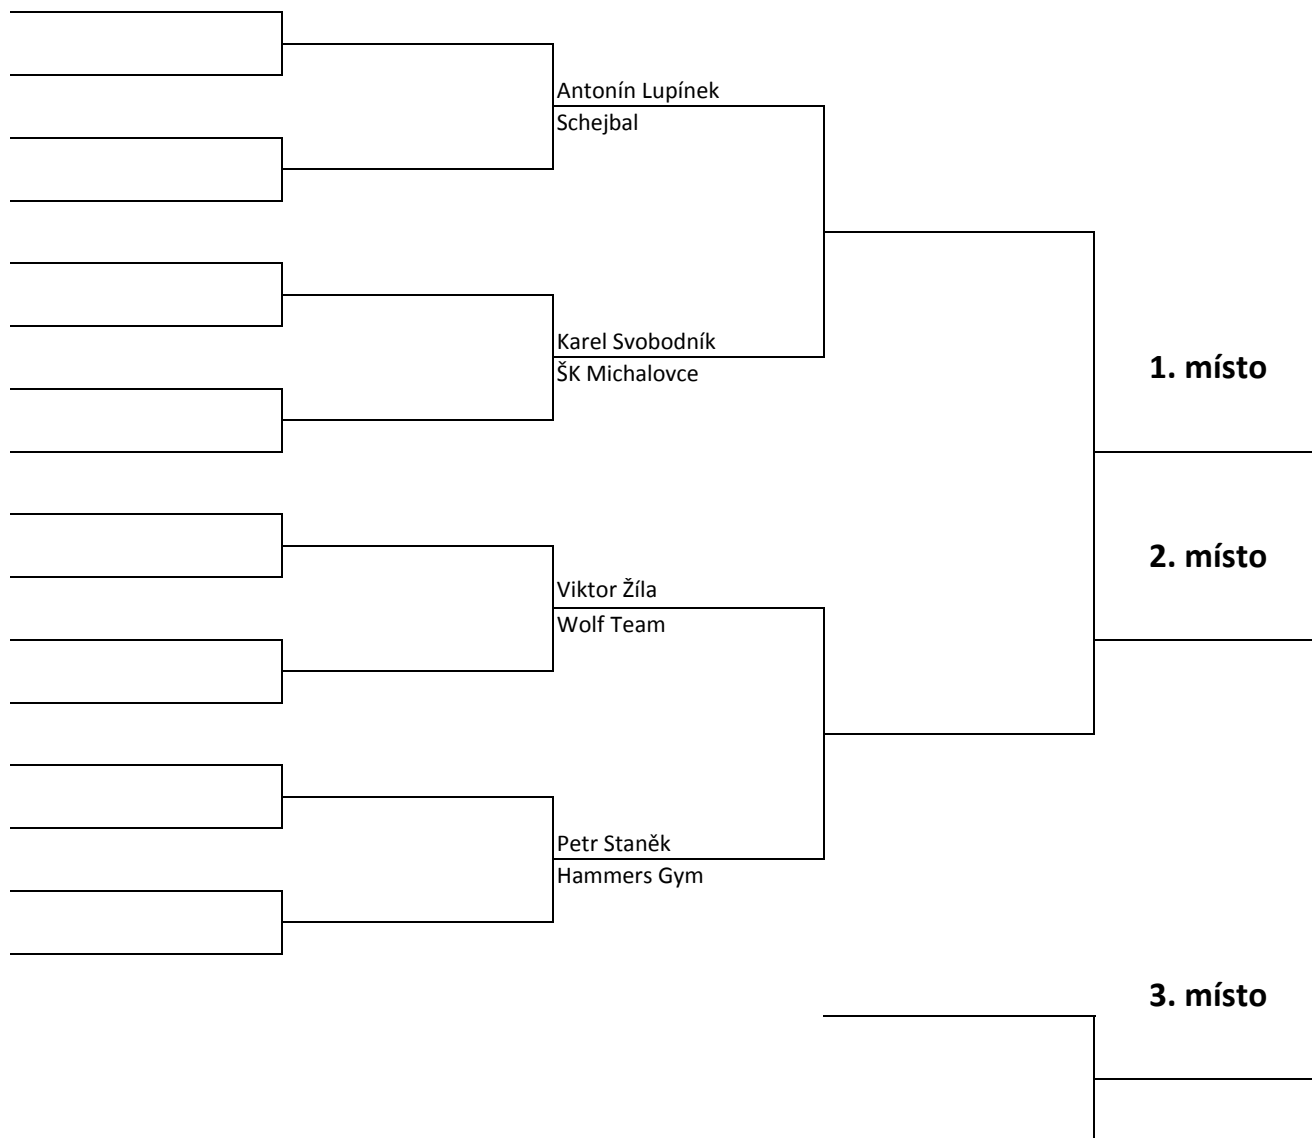 Antonín Lupínek
Schejbal
Karel Svobodník
ŠK Michalovce
1. místo
2. místo
Viktor Žíla
Wolf Team
Petr Staněk
Hammers Gym
3. místo